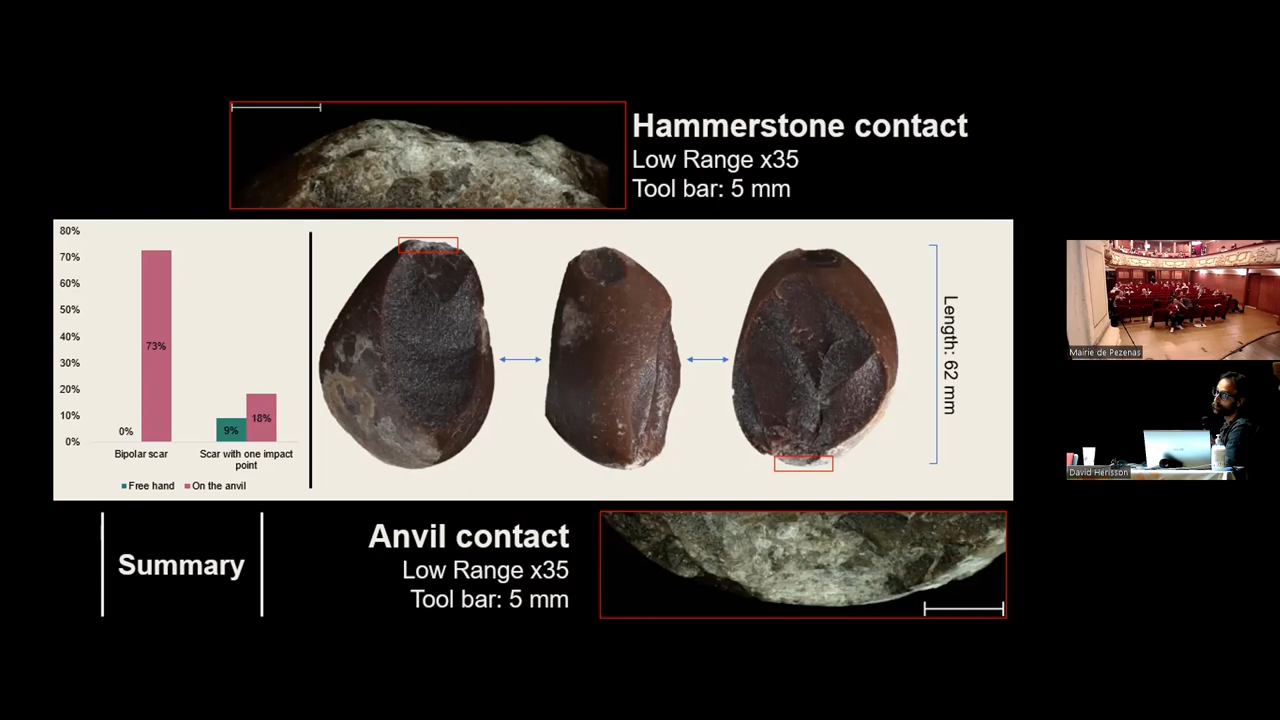 Hammerstone contact
Low Range x35
Tool bar: 5 mm
80%
70%
60%
50%
40%
30%
20%
10%
0%
73%
0%
9%
18%
Bipolar scar
Scar with one impact
point
Free hand
On the anvil
Length: 62 mm
Summary
Anvil contact
Low Range x35
Tool bar: 5 mm
Mairie de Pezenas
David Hérisson